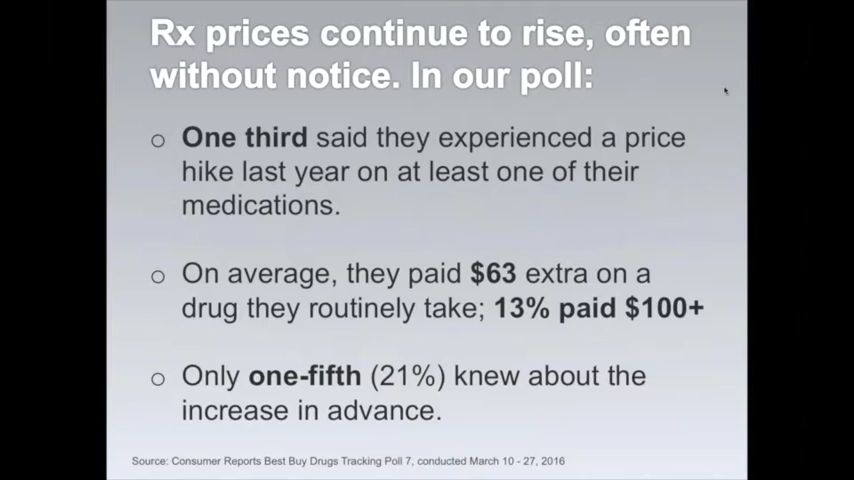 Rx prices continue to rise, often
without notice. In our poll:
o One third said they experienced a price
hike last year on at least one of their
medications.
o On average, they paid $63 extra on a
drug they routinely take; 13% paid $100+
o Only one-fifth (21%) knew about the
increase in advance.
Source: Consumer Reports Best Buy Drugs Tracking Poll 7, conducted March 10 - 27, 2016